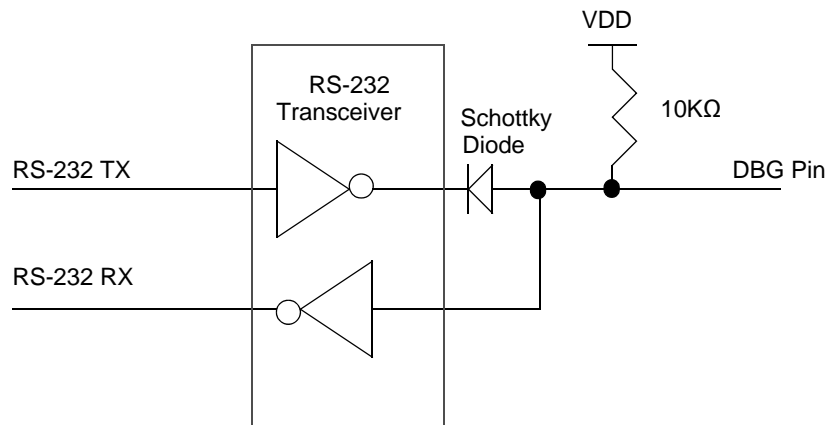 VDD
RS-232
Transceiver
Schottky
Diode
10KΩ
RS-232 TX
DBG Pin
RS-232 RX